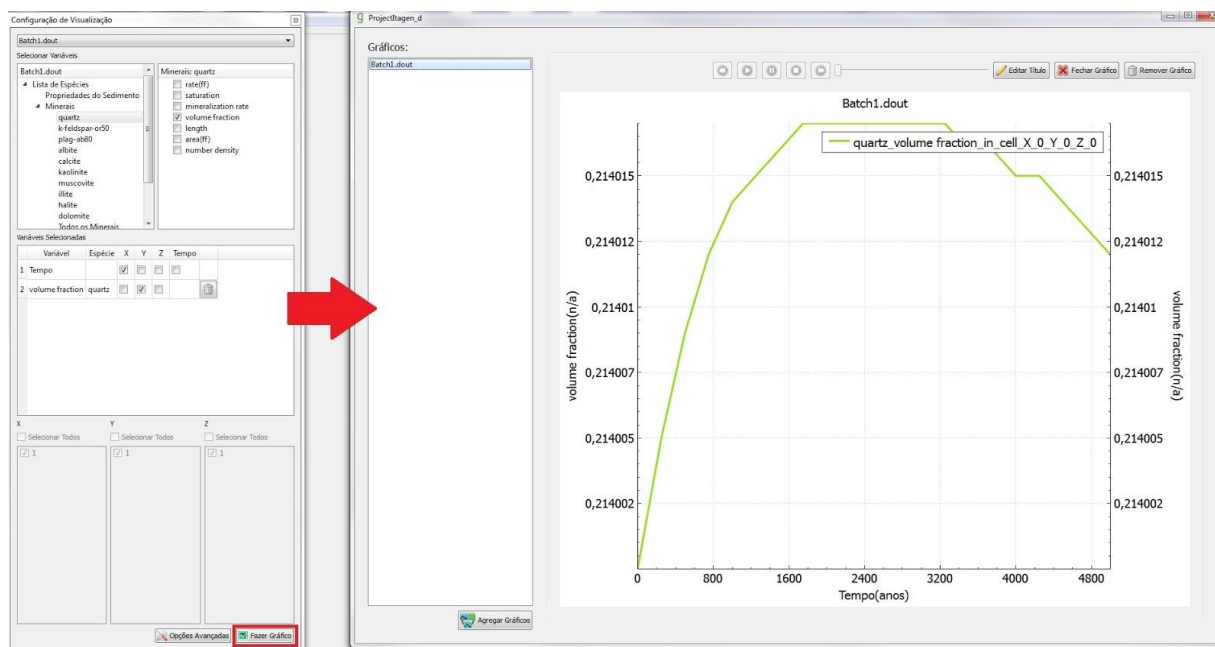 Configuração de Visualização
Batch1.dout
Selecionar Variáveis
Batch1.dout
Lista de Espécies
Propriedades do Sedimento
Minerais
quartz
k-feldspar-or50
plag-ab80
albite
calcite
kaolinite
muscovite
illite
halite
dolomite
Todos os Minerais
Minerais: quartz
rate(ff)
saturation
mineralization rate
volume fraction
length
area(ff)
number density
Variáveis Selecionadas
Variável Espécie X Y Z Tempo
1 Tempo
2 volume fraction quartz
X Y Z
Selecionar Todos Selecionar Todos Selecionar Todos
1 1 1
Opções Avançadas Fazer Gráfico
ProjectItagen_d
Gráficos:
Batch1.dout
Agregar Gráficos
Editar Título Fechar Gráfico Remover Gráfico
Batch1.dout
quartz_volume fraction_in_cell_X_0_Y_0_Z_0
0,214015 0,214015
0,214012 0,214012
0,21401 0,21401
0,214007 0,214007
0,214005 0,214005
0,214002 0,214002
volume fraction(n/a)
volume fraction(n/a)
0 800 1600 2400 3200 4000 4800
Tempo(anos)